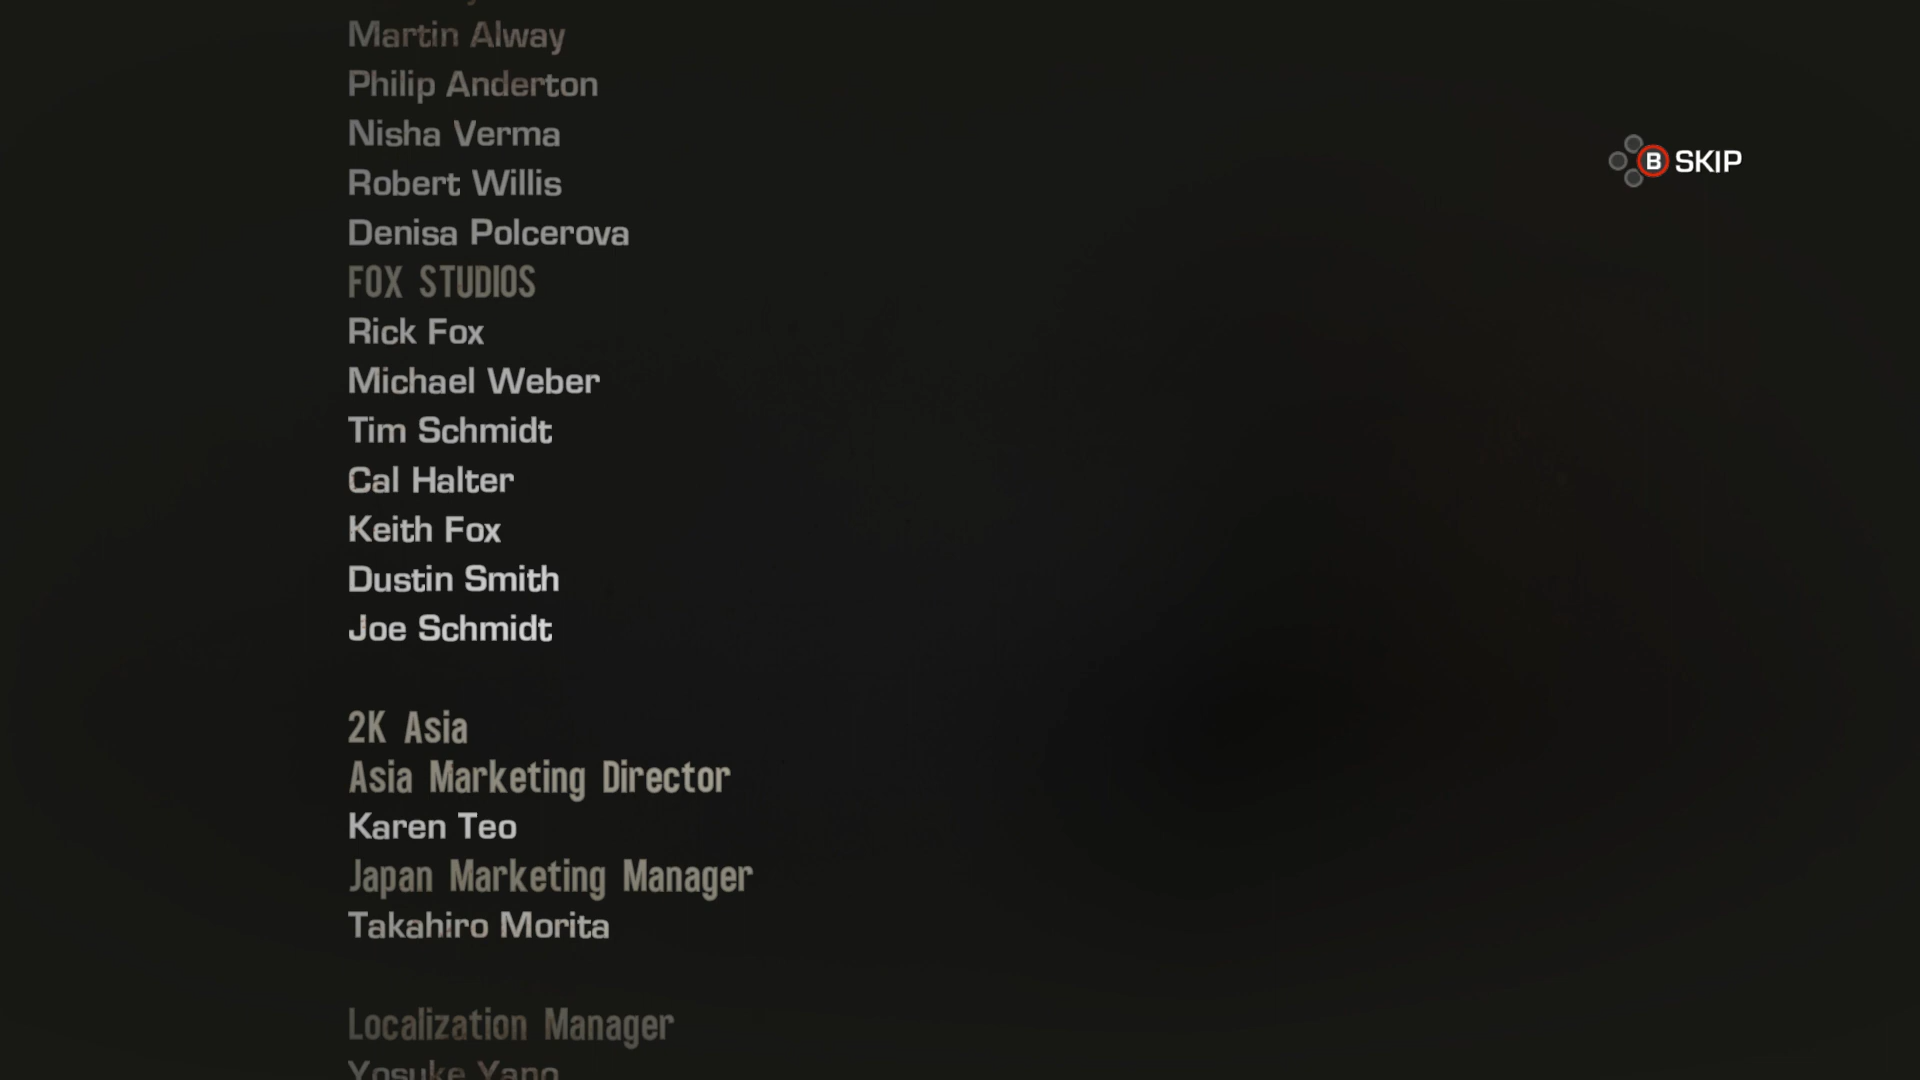 Martin Alway
Philip Anderton
Nisha Verma
Robert Willis
Denisa Polcerova
FOX STUDIOS
Rick Fox
Michael Weber
Tim Schmidt
Cal Halter
Keith Fox
Dustin Smith
Joe Schmidt
2K Asia
Asia Marketing Director
Karen Teo
Japan Marketing Manager
Takahiro Morita
Localization Manager
Yosuke Yano
B SKIP